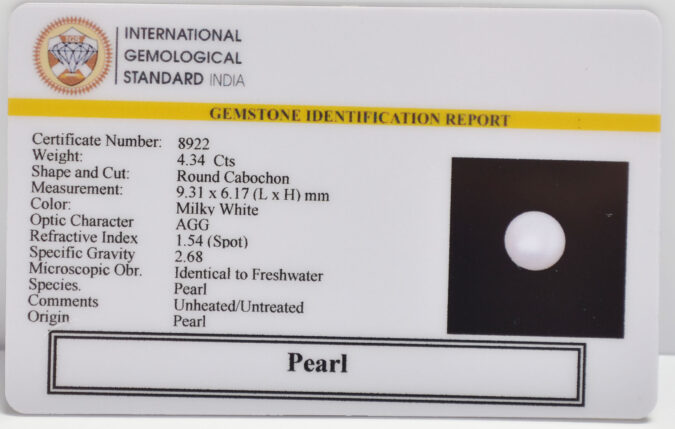 IGS
INTERNATIONAL
GEMOLOGICAL
STANDARD INDIA
GEMSTONE IDENTIFICATION REPORT
Certificate Number: 8922
Weight: 4.34 Cts
Shape and Cut: Round Cabochon
Measurement: 9.31 x 6.17 (L x H) mm
Color: Milky White
Optic Character AGG
Refractive Index 1.54 (Spot)
Specific Gravity 2.68
Microscopic Obr. Identical to Freshwater
Species. Pearl
Comments Unheated/Untreated
Origin Pearl
Pearl